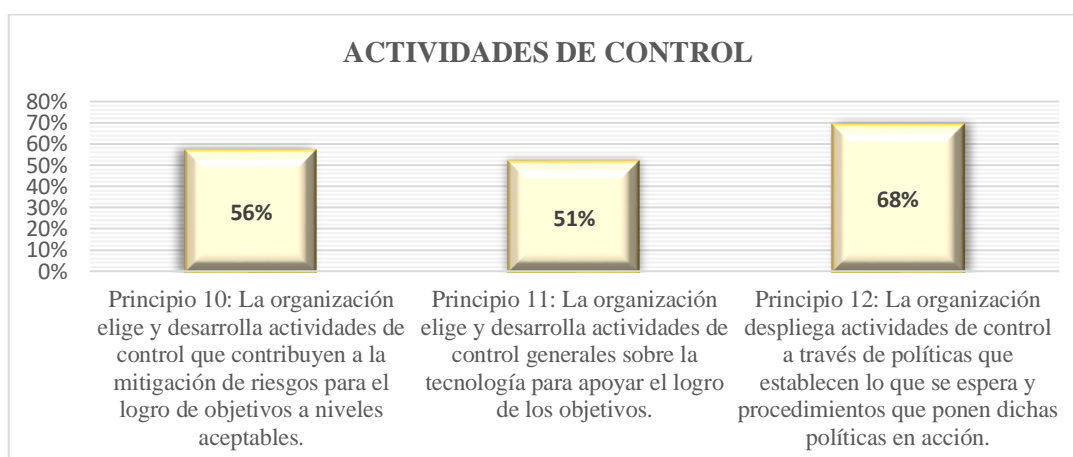 ACTIVIDADES DE CONTROL
80%
70%
60%
50%
40%
30%
20%
10%
0%
56%
51%
68%
Principio 10: La organización
elige y desarrolla actividades de
control que contribuyen a la
mitigación de riesgos para el
logro de objetivos a niveles
aceptables.
Principio 11: La organización
elige y desarrolla actividades de
control generales sobre la
tecnología para apoyar el logro
de los objetivos.
Principio 12: La organización
despliega actividades de control
a través de políticas que
establecen lo que se espera y
procedimientos que ponen dichas
políticas en acción.